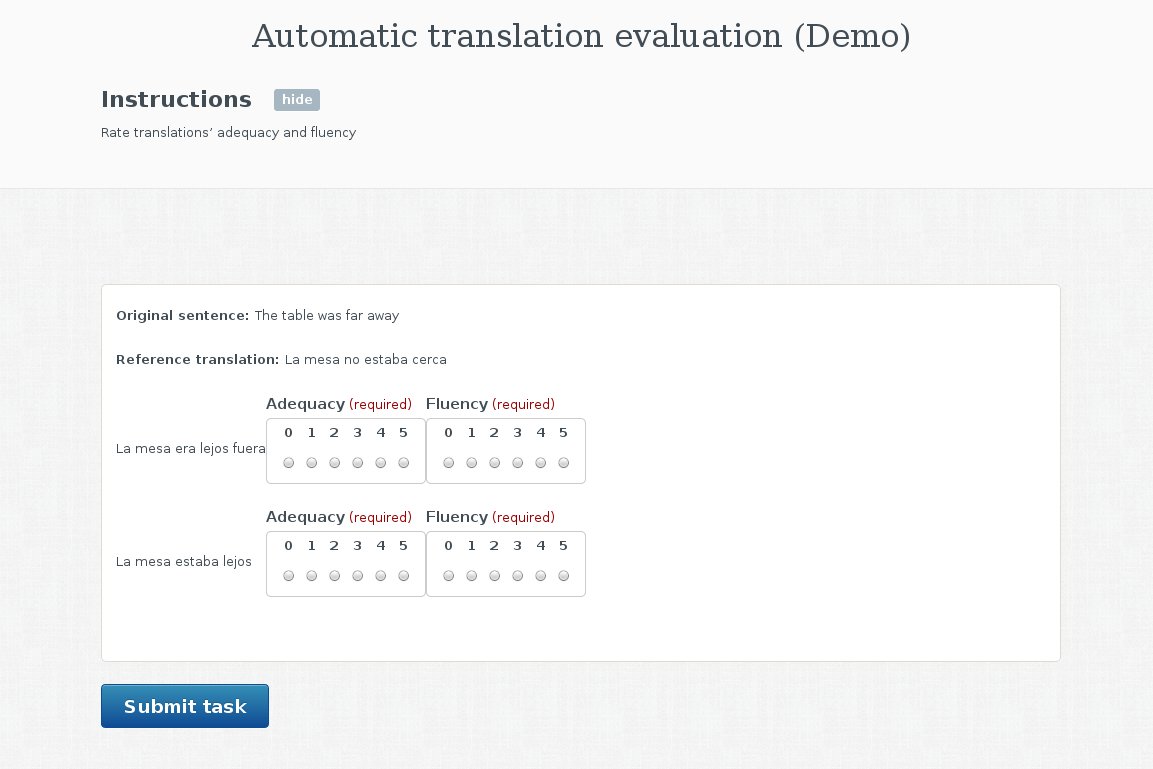 Automatic translation evaluation (Demo)
Instructions hide
Rate translations’ adequacy and fluency
Original sentence: The table was far away
Reference translation: La mesa no estaba cerca
Adequacy (required) Fluency (required)
0 1 2 3 4 5 0 1 2 3 4 5
La mesa era lejos fuera
Adequacy (required) Fluency (required)
0 1 2 3 4 5 0 1 2 3 4 5
La mesa estaba lejos
Submit task